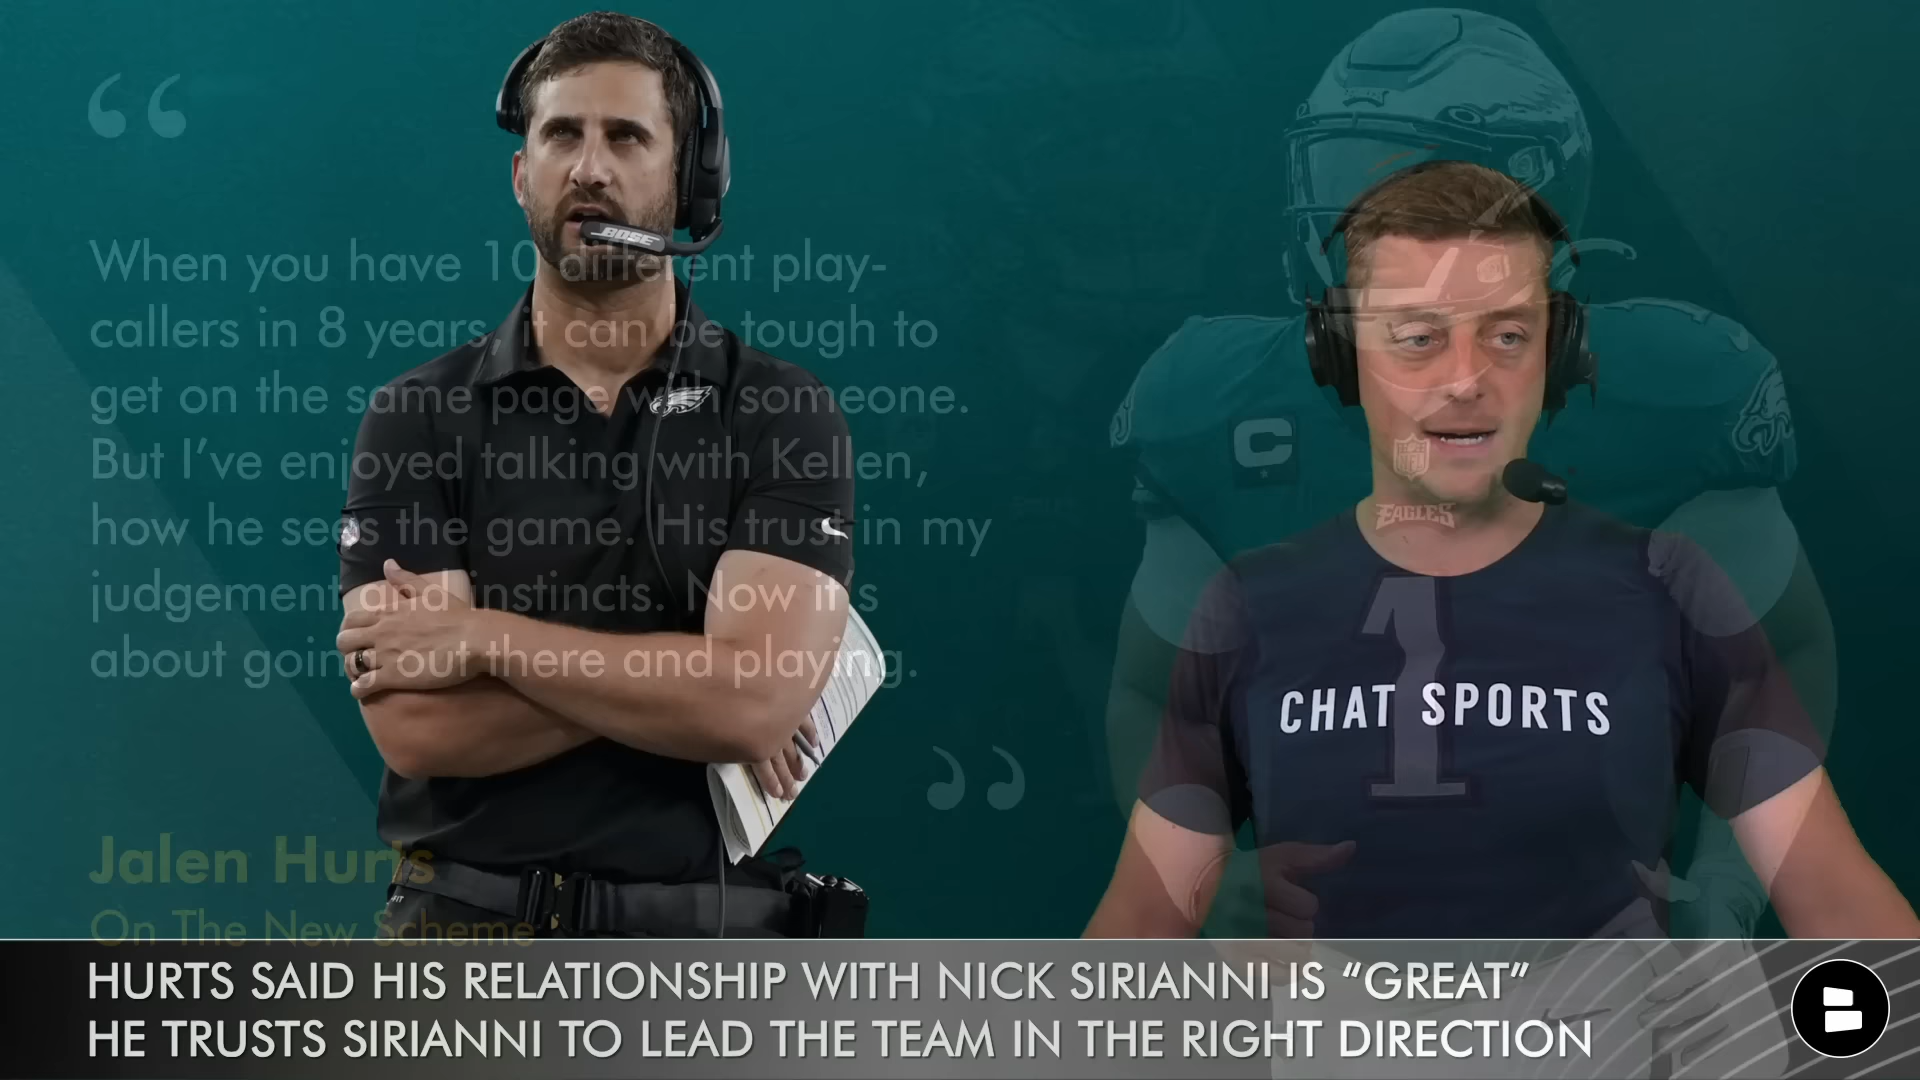 “
When you have 10 different play-
callers in 8 years, it can be tough to
get on the same page with someone.
But I’ve enjoyed talking with Kellen,
how he sees the game. His trust in my
judgement and instincts. Now it’s
about going out there and playing.
”
Jalen Hurts
On The New Scheme
BOSE
C
NFL
EAGLES
1
CHAT SPORTS
HURTS SAID HIS RELATIONSHIP WITH NICK SIRIANNI IS “GREAT”
HE TRUSTS SIRIANNI TO LEAD THE TEAM IN THE RIGHT DIRECTION